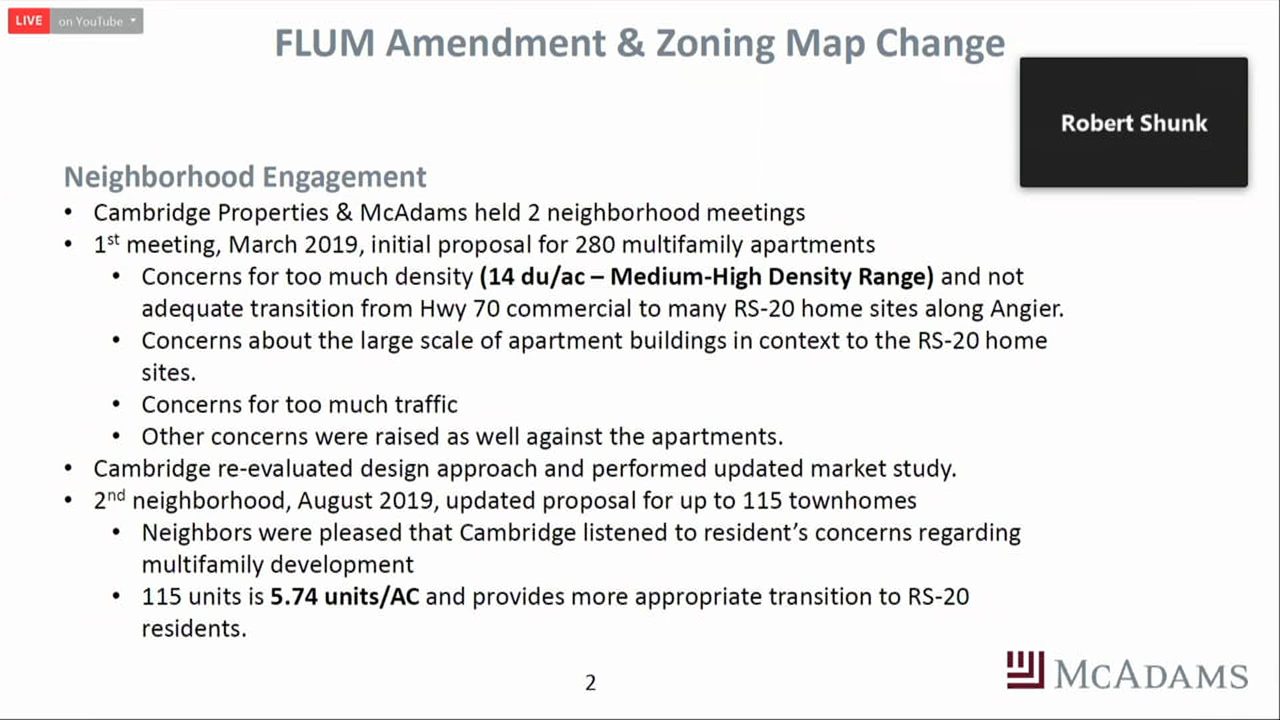 LIVE on YouTube
FLUM Amendment & Zoning Map Change
Robert Shunk
Neighborhood Engagement
• Cambridge Properties & McAdams held 2 neighborhood meetings
• 1st meeting, March 2019, initial proposal for 280 multifamily apartments
• Concerns for too much density (14 du/ac – Medium-High Density Range) and not
adequate transition from Hwy 70 commercial to many RS-20 home sites along Angier.
• Concerns about the large scale of apartment buildings in context to the RS-20 home
sites.
• Concerns for too much traffic
• Other concerns were raised as well against the apartments.
• Cambridge re-evaluated design approach and performed updated market study.
• 2nd neighborhood, August 2019, updated proposal for up to 115 townhomes
• Neighbors were pleased that Cambridge listened to resident's concerns regarding
multifamily development
• 115 units is 5.74 units/AC and provides more appropriate transition to RS-20
residents.
2
MCADAMS